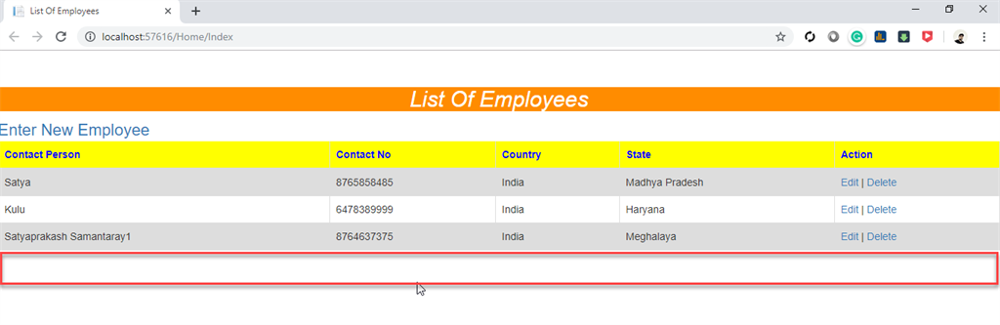 List Of Employees
localhost:57616/Home/Index
List Of Employees
Enter New Employee
Contact Person Contact No Country State Action
Satya 8765858485 India Madhya Pradesh Edit | Delete
Kulu 6478389999 India Haryana Edit | Delete
Satyaprakash Samantaray1 8764637375 India Meghalaya Edit | Delete